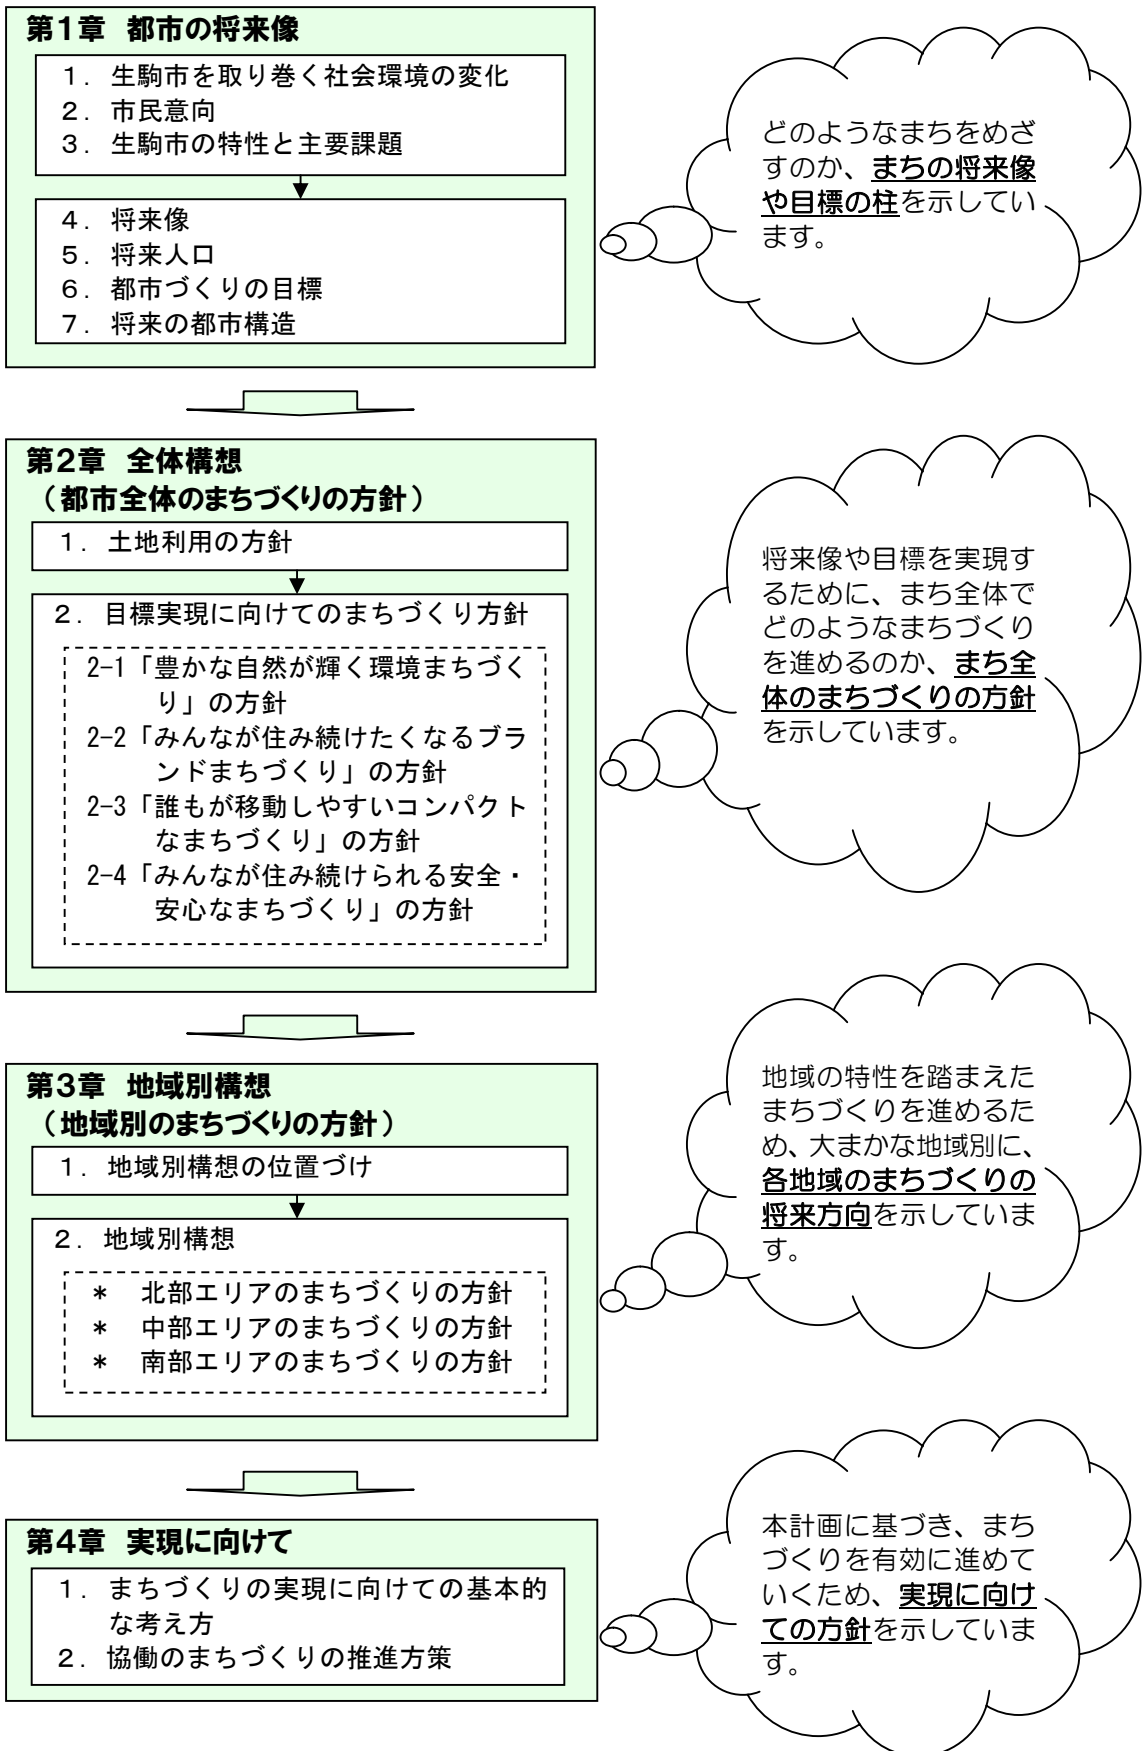 第1章 都市の将来像
1. 生駒市を取り巻く社会環境の変化
2. 市民意向
3. 生駒市の特性と主要課題
4. 将来像
5. 将来人口
6. 都市づくりの目標
7. 将来の都市構造
どのようなまちをめざ
すのか、まちの将来像
や目標の柱を示してい
ます。
第2章 全体構想
(都市全体のまちづくりの方針)
1. 土地利用の方針
2. 目標実現に向けてのまちづくり方針
2-1「豊かな自然が輝く環境まちづく
り」の方針
2-2「みんなが住み続けたくなるブラ
ンドまちづくり」の方針
2-3「誰もが移動しやすいコンパクト
なまちづくり」の方針
2-4「みんなが住み続けられる安全・
安心なまちづくり」の方針
将来像や目標を実現す
るために、まち全体で
どのようなまちづくり
を進めるのか、まち全
体のまちづくりの方針
を示しています。
第3章 地域別構想
(地域別のまちづくりの方針)
1. 地域別構想の位置づけ
2. 地域別構想
* 北部エリアのまちづくりの方針
* 中部エリアのまちづくりの方針
* 南部エリアのまちづくりの方針
地域の特性を踏まえた
まちづくりを進めるた
め、大まかな地域別に、
各地域のまちづくりの
将来方向を示していま
す。
第4章 実現に向けて
1. まちづくりの実現に向けての基本的
な考え方
2. 協働のまちづくりの推進方策
本計画に基づき、まち
づくりを有効に進めて
いくため、実現に向け
ての方針を示していま
す。